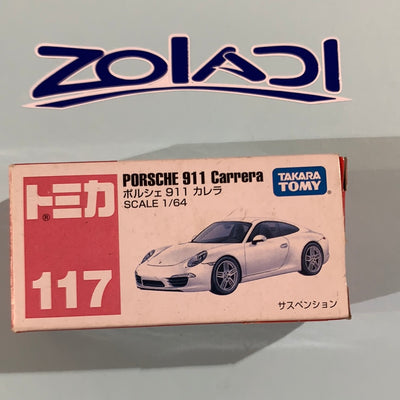 ZOIADI
PORSCHE 911 Carrera
ポルシェ 911 カレラ
SCALE 1/64
TAKARA
TOMY
トミカ
®
117
サスペンション